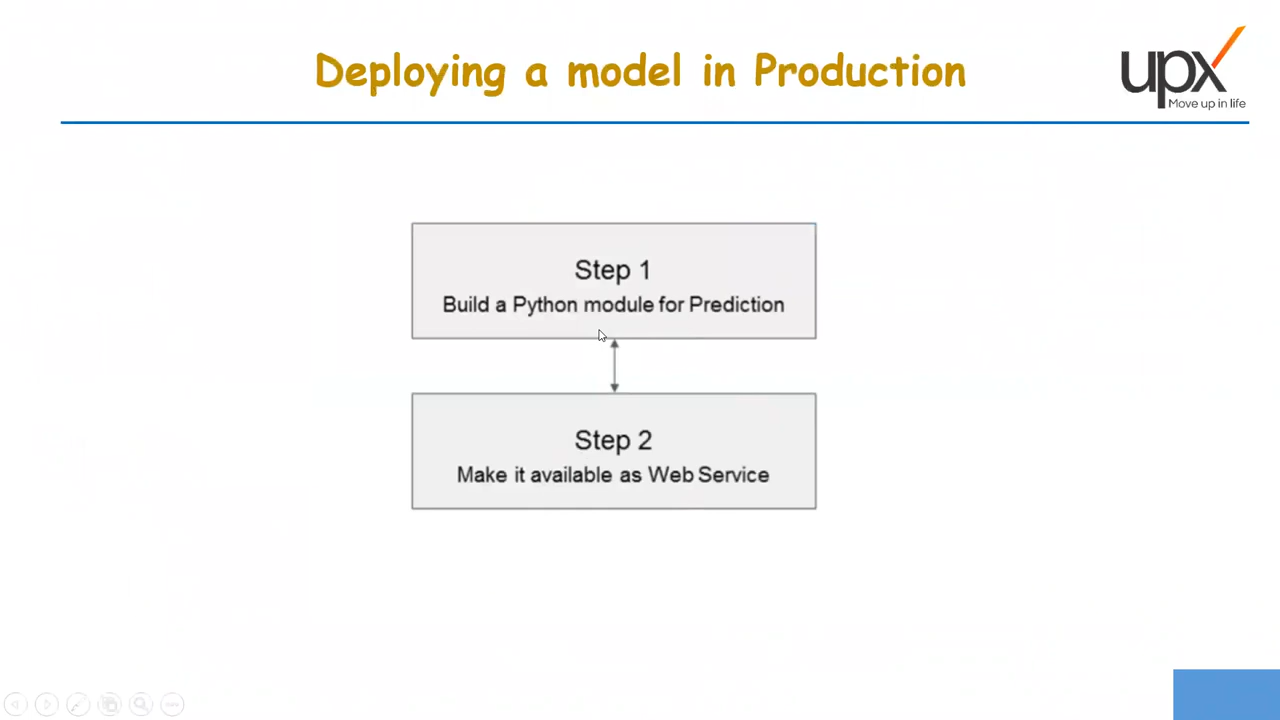 Deploying a model in Production
upx
Move up in life
Step 1
Build a Python module for Prediction
Step 2
Make it available as Web Service